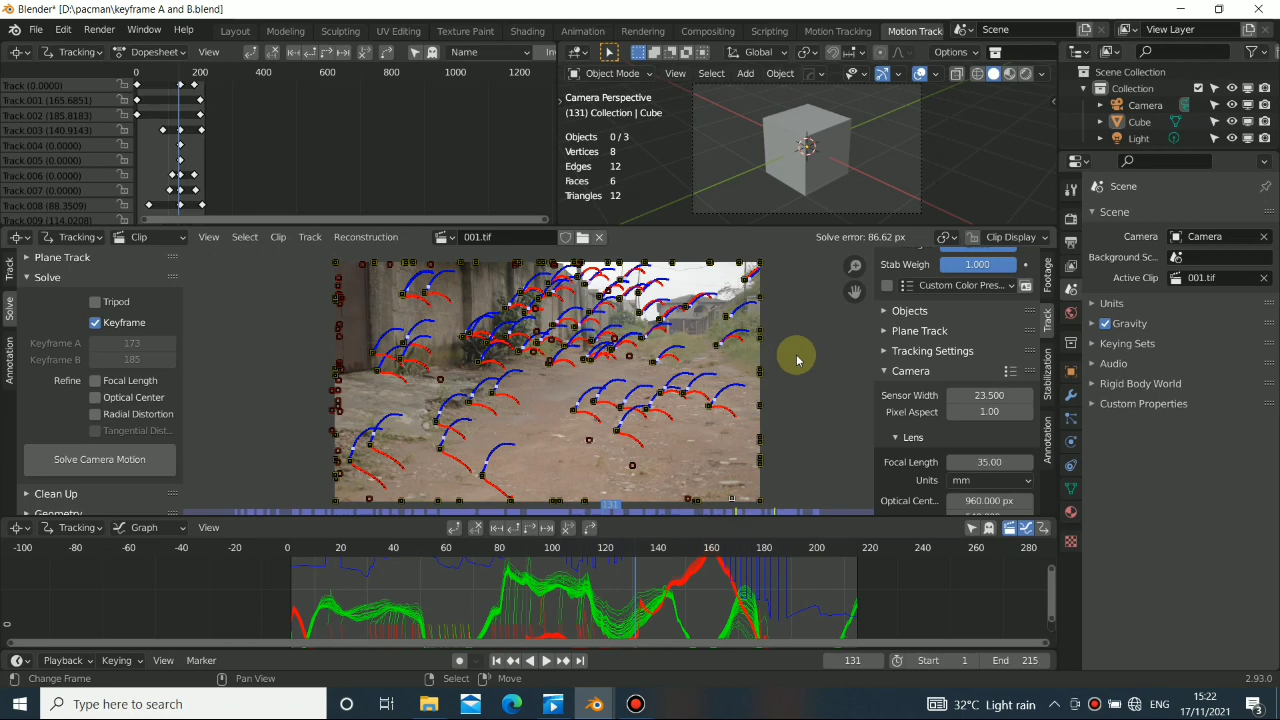 Blender* [D:\pacman\keyframe A and B.blend]
File Edit Render Window Help Layout Modeling Sculpting UV Editing Texture Paint Shading Animation Rendering Compositing Scripting Motion Tracking Motion Track Scene View Layer
Tracking Dopesheet View Name In
Global Options
0 200 400 600 800 1000 1200
Object Mode View Select Add Object
Track (0.0000)
Track.001 (165.6851)
Track.002 (185.8183)
Track.003 (140.9143)
Track.004 (0.0000)
Track.005 (0.0000)
Track.006 (0.0000)
Track.007 (0.0000)
Track.008 (88.3509)
Track.009 (114.0208)
Camera Perspective
(131) Collection | Cube
Objects 0 / 3
Vertices 8
Edges 12
Faces 6
Triangles 12
Scene Collection
Collection
Camera
Cube
Light
Scene
Scene
Camera Camera
Background Sc...
Active Clip 001.tif
Units
Gravity
Keying Sets
Audio
Rigid Body World
Custom Properties
Tracking Clip View Select Clip Track Reconstruction 001.tif Solve error: 86.62 px Clip Display
Track
Solve
Annotation
Plane Track
Solve
Tripod
Keyframe
Keyframe A 173
Keyframe B 185
Refine Focal Length
Optical Center
Radial Distortion
Tangential Dist...
Solve Camera Motion
Clean Up
Geometry
131
Stab Weigh 1.000
Custom Color Pres...
Objects
Plane Track
Tracking Settings
Camera
Sensor Width 23.500
Pixel Aspect 1.00
Lens
Focal Length 35.00
Units mm
Optical Cent... 960.000 px
540.000 px
Footage
Track
Stabilization
Annotation
Tracking Graph View
-100 -80 -60 -40 -20 0 20 40 60 80 100 120 140 160 180 200 220 240 260 280
0
Playback Keying View Marker 131 Start 1 End 215
Change Frame Pan View Select Move 2.93.0
Type here to search
32°C Light rain ENG
15:22
17/11/2021
3